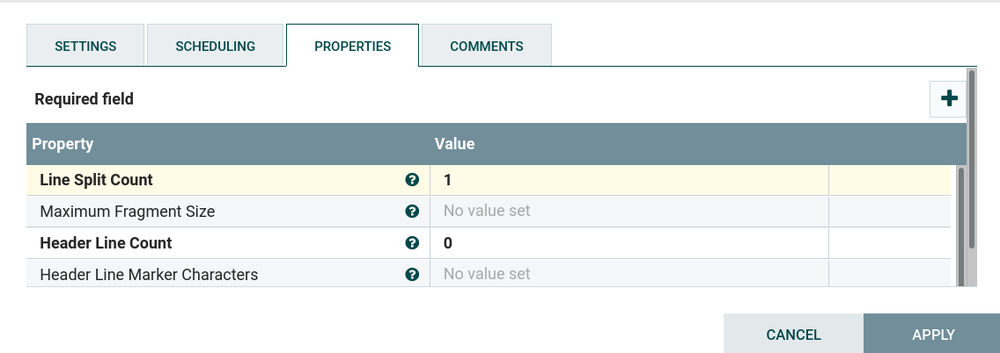 SETTINGS SCHEDULING PROPERTIES COMMENTS
Required field
Property Value
Line Split Count 1
Maximum Fragment Size No value set
Header Line Count 0
Header Line Marker Characters No value set
CANCEL APPLY